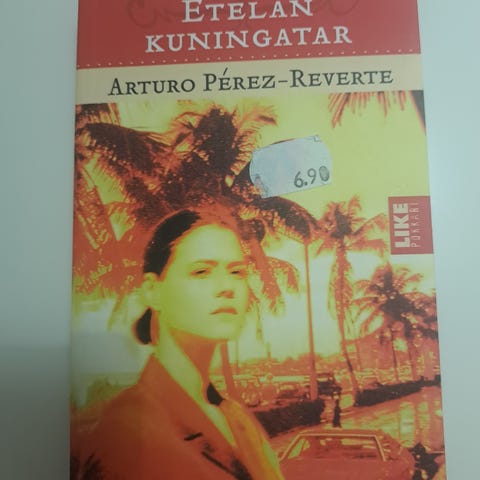 ETELÄN
KUNINGATAR
ARTURO PÉREZ-REVERTE
6.90
LIKE
POKKARI